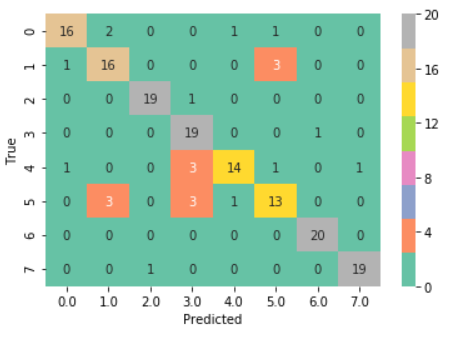 0 16 2 0 0 1 1 0 0 20
1 1 16 0 0 0 3 0 0 16
2 0 0 19 1 0 0 0 0
3 0 0 0 19 0 0 1 0 12
True
4 1 0 0 3 14 1 0 1 8
5 0 3 0 3 1 13 0 0 4
6 0 0 0 0 0 0 20 0
7 0 0 1 0 0 0 0 19 0
0.0 1.0 2.0 3.0 4.0 5.0 6.0 7.0
Predicted